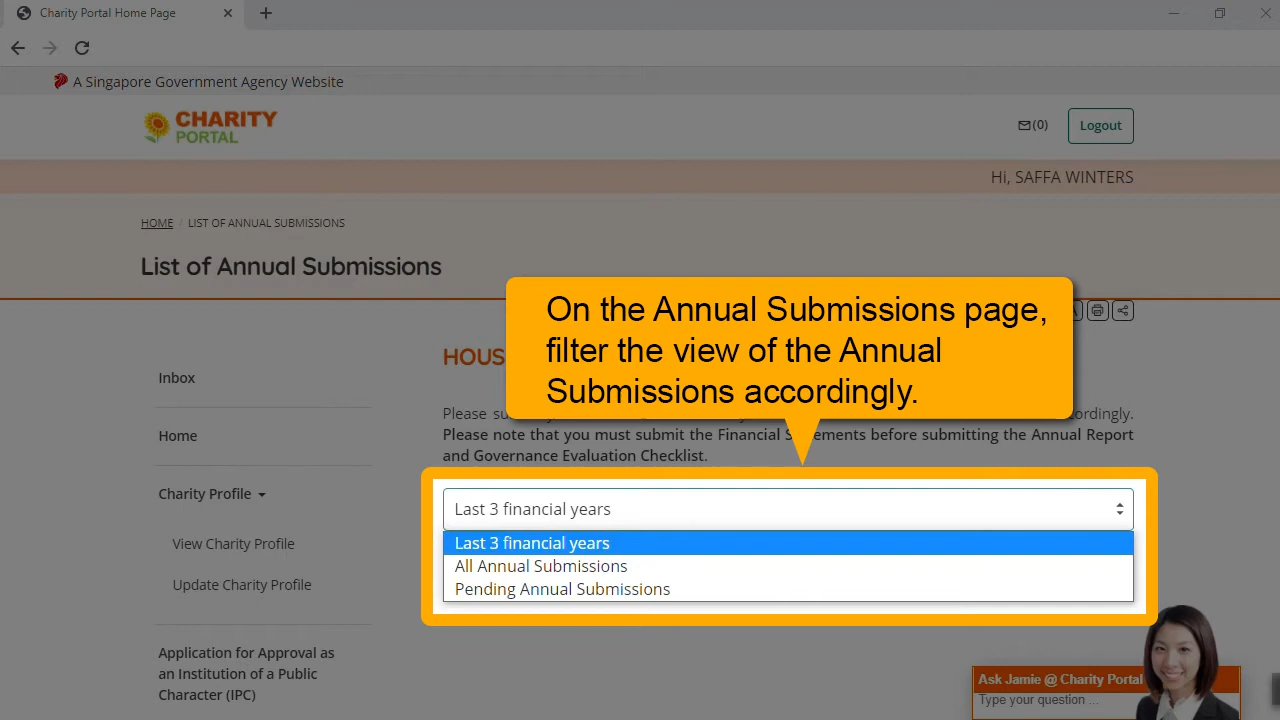 Charity Portal Home Page
A Singapore Government Agency Website
CHARITY
PORTAL
(0)
Logout
Hi, SAFFA WINTERS
HOME / LIST OF ANNUAL SUBMISSIONS
List of Annual Submissions
On the Annual Submissions page,
filter the view of the Annual
Submissions accordingly.
HOUS
Please
Please note that you must submit the Financial before submitting the Annual Report
and Governance Evaluation Checklist.
Last 3 financial years
Last 3 financial years
All Annual Submissions
Pending Annual Submissions
Inbox
Home
Charity Profile
View Charity Profile
Update Charity Profile
Application for Approval as
an Institution of a Public
Character (IPC)
Ask Jamie @ Charity Portal
Type your question ...